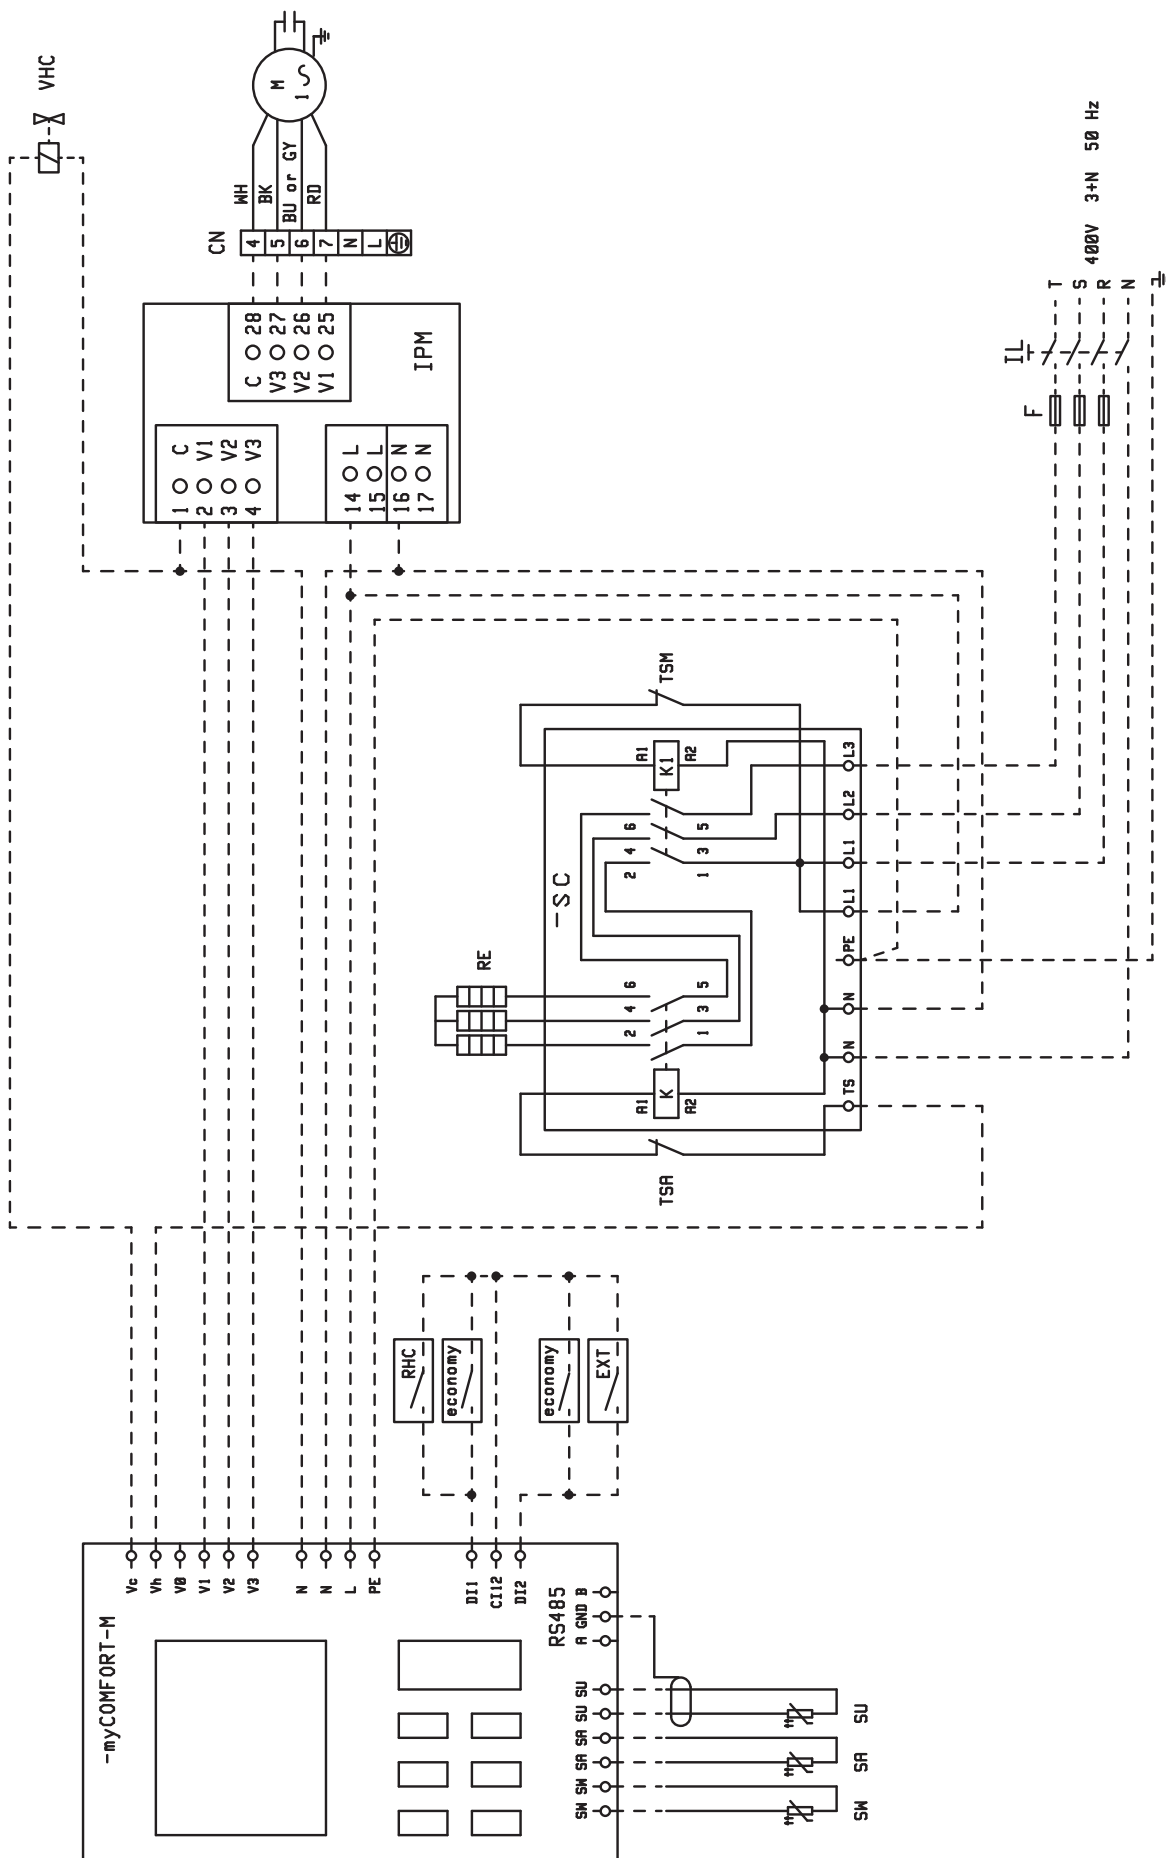 VHC
M
1
WH
BK
BU or GY
RD
CN
4 5 6 7 N L
C 28
V3 27
V2 26
V1 25
IPM
1 C
2 V1
3 V2
4 V3
14 L
15 L
16 N
17 N
400V 3+N 50 Hz
T
S
R
N
IL
F
TSM
A1 K1 A2
6 5
4 3
2 1
-SC
RE
6 5
4 3
2 1
A1 K A2
TSA
L3
L2
L1
L1
PE
N
N
TS
RHC
economy
economy
EXT
-myCOMFORT-M
Vc
Vh
V0
V1
V2
V3
N
N
L
PE
DI1
CI12
DI2
RS485
A GND B
SW SW SA SA SU SU
SU
SA
SW